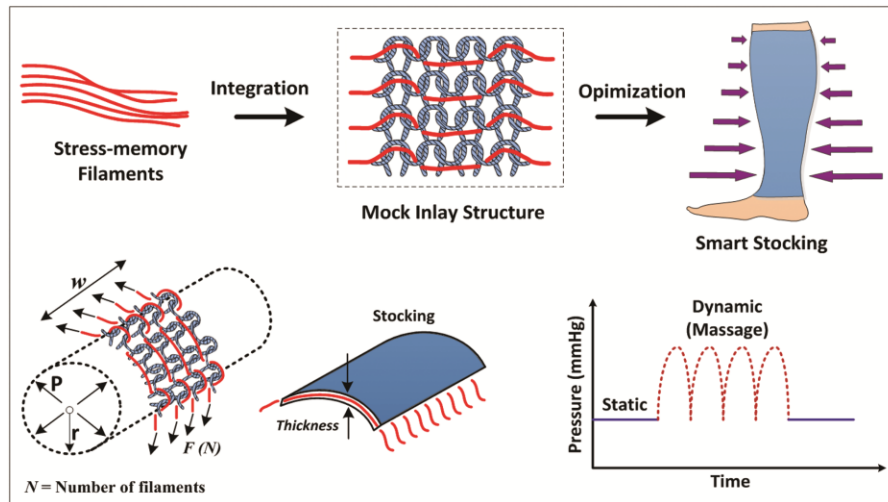 Stress-memory
Filaments
Integration
Mock Inlay Structure
Opimization
Smart Stocking
w
P
r
F (N)
N = Number of filaments
Stocking
Thickness
Pressure (mmHg)
Dynamic
(Massage)
Static
Time